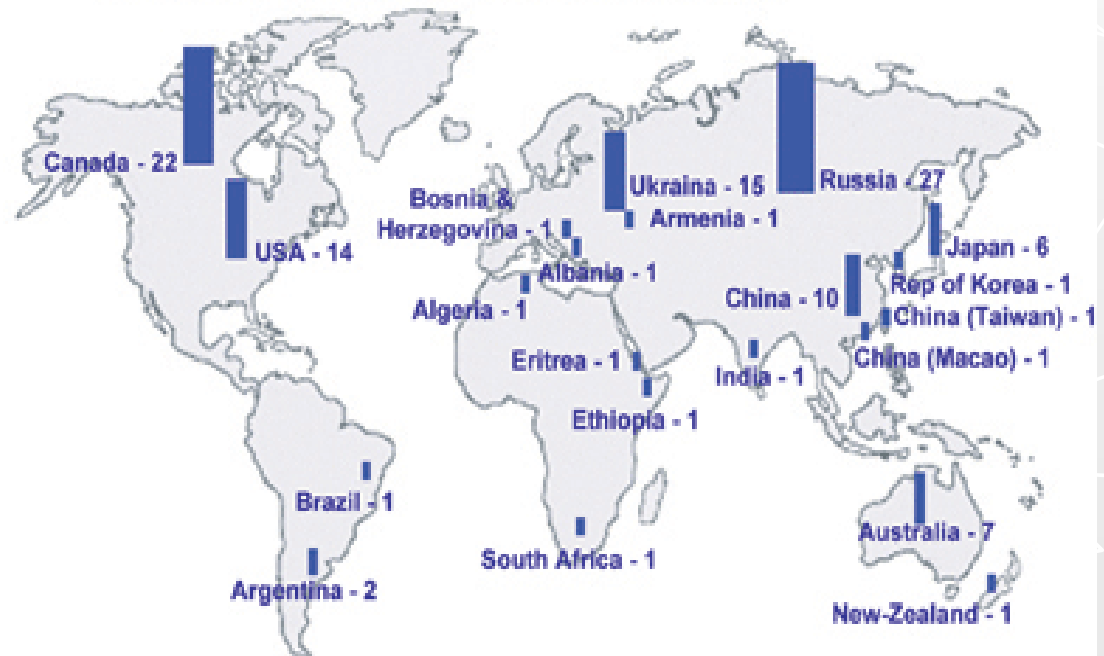 Canada - 22
USA - 14
Bosnia &
Herzegovina - 1
Ukraina - 15
Armenia - 1
Albania - 1
Algeria - 1
Russia - 27
Japan - 6
Rep of Korea - 1
China - 10
China (Taiwan) - 1
China (Macao) - 1
India - 1
Eritrea - 1
Ethiopia - 1
Brazil - 1
Argentina - 2
South Africa - 1
Australia - 7
New-Zealand - 1